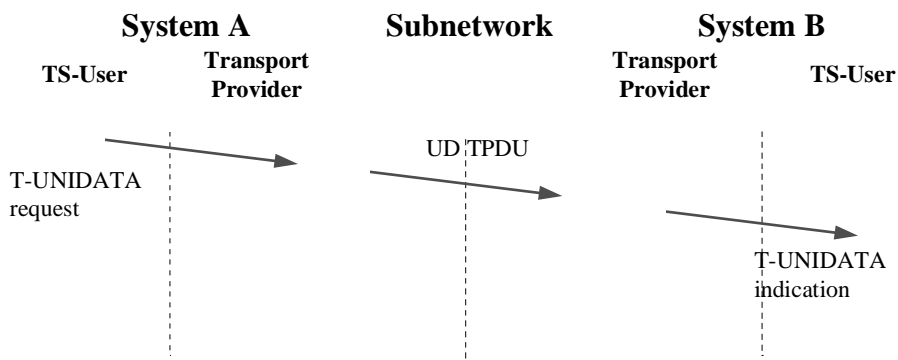 System A
Subnetwork
System B
TS-User
Transport
Provider
Transport
Provider
TS-User
UD TPDU
T-UNIDATA
request
T-UNIDATA
indication